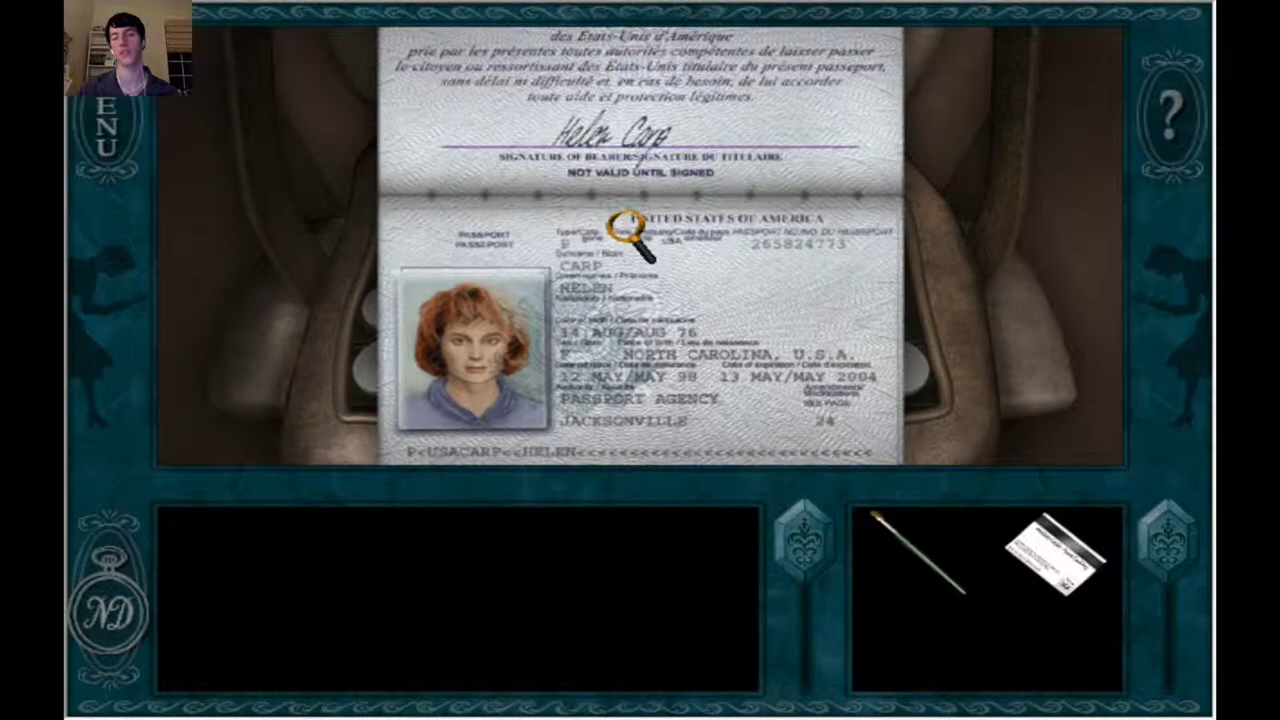 des Etats-Unis d'Amérique
prie par les présentes toutes autorités compétentes de laisser passer
le citoyen ou ressortissant des Etats-Unis titulaire du présent passeport,
sans délai ni difficulté et, en cas de besoin, de lui accorder
toute aide et protection légitimes.
Helen Carp
SIGNATURE OF BEARER/SIGNATURE DU TITULAIRE
NOT VALID UNTIL SIGNED
ENU
?
UNITED STATES OF AMERICA
PASSPORT
PASSEPORT
P USA 265824773
Surname / Nom
CARP
HELEN
14 AUG/AUG 76
F NORTH CAROLINA, U.S.A.
12 MAY/MAY 98 13 MAY/MAY 2004
PASSPORT AGENCY
JACKSONVILLE 24
P<USACARP<<HELEN<<<<<<<<<<<<<<<<<<<<<<<<<<
ND